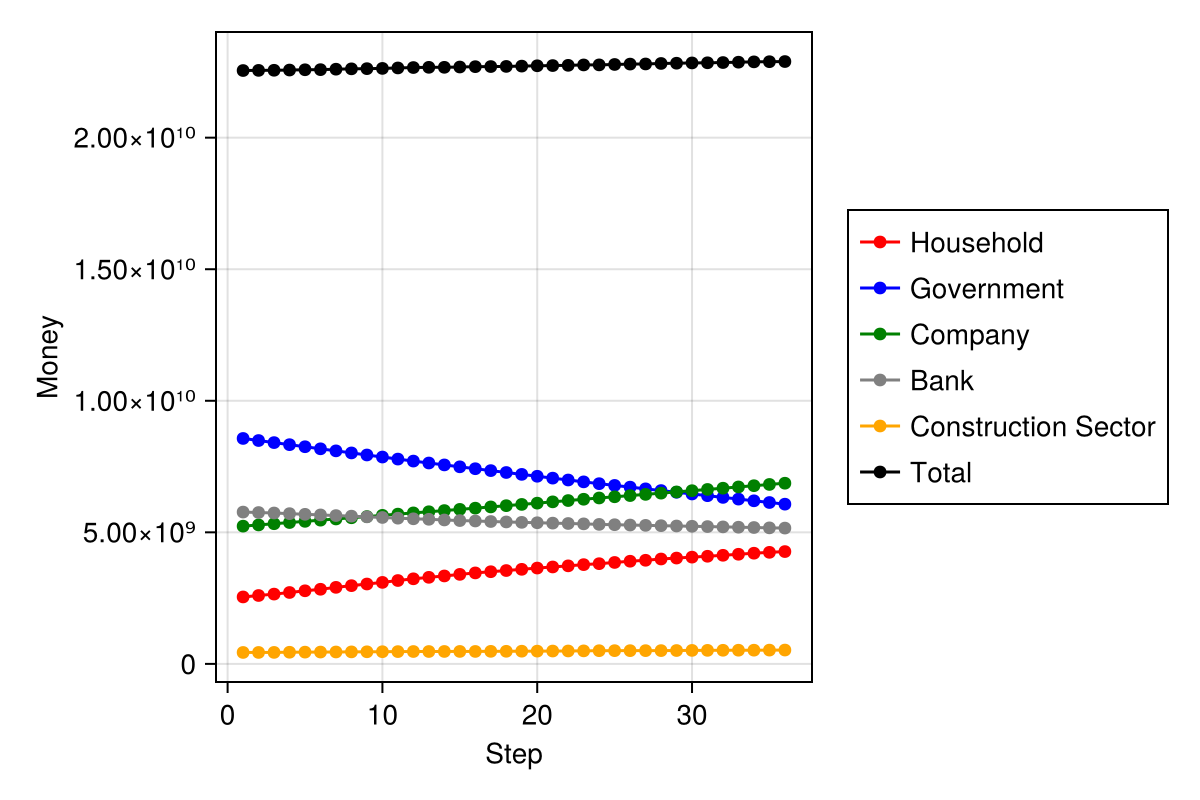 2.00×10¹⁰
1.50×10¹⁰
1.00×10¹⁰
5.00×10⁹
0
Money
0 10 20 30
Step
Household
Government
Company
Bank
Construction Sector
Total